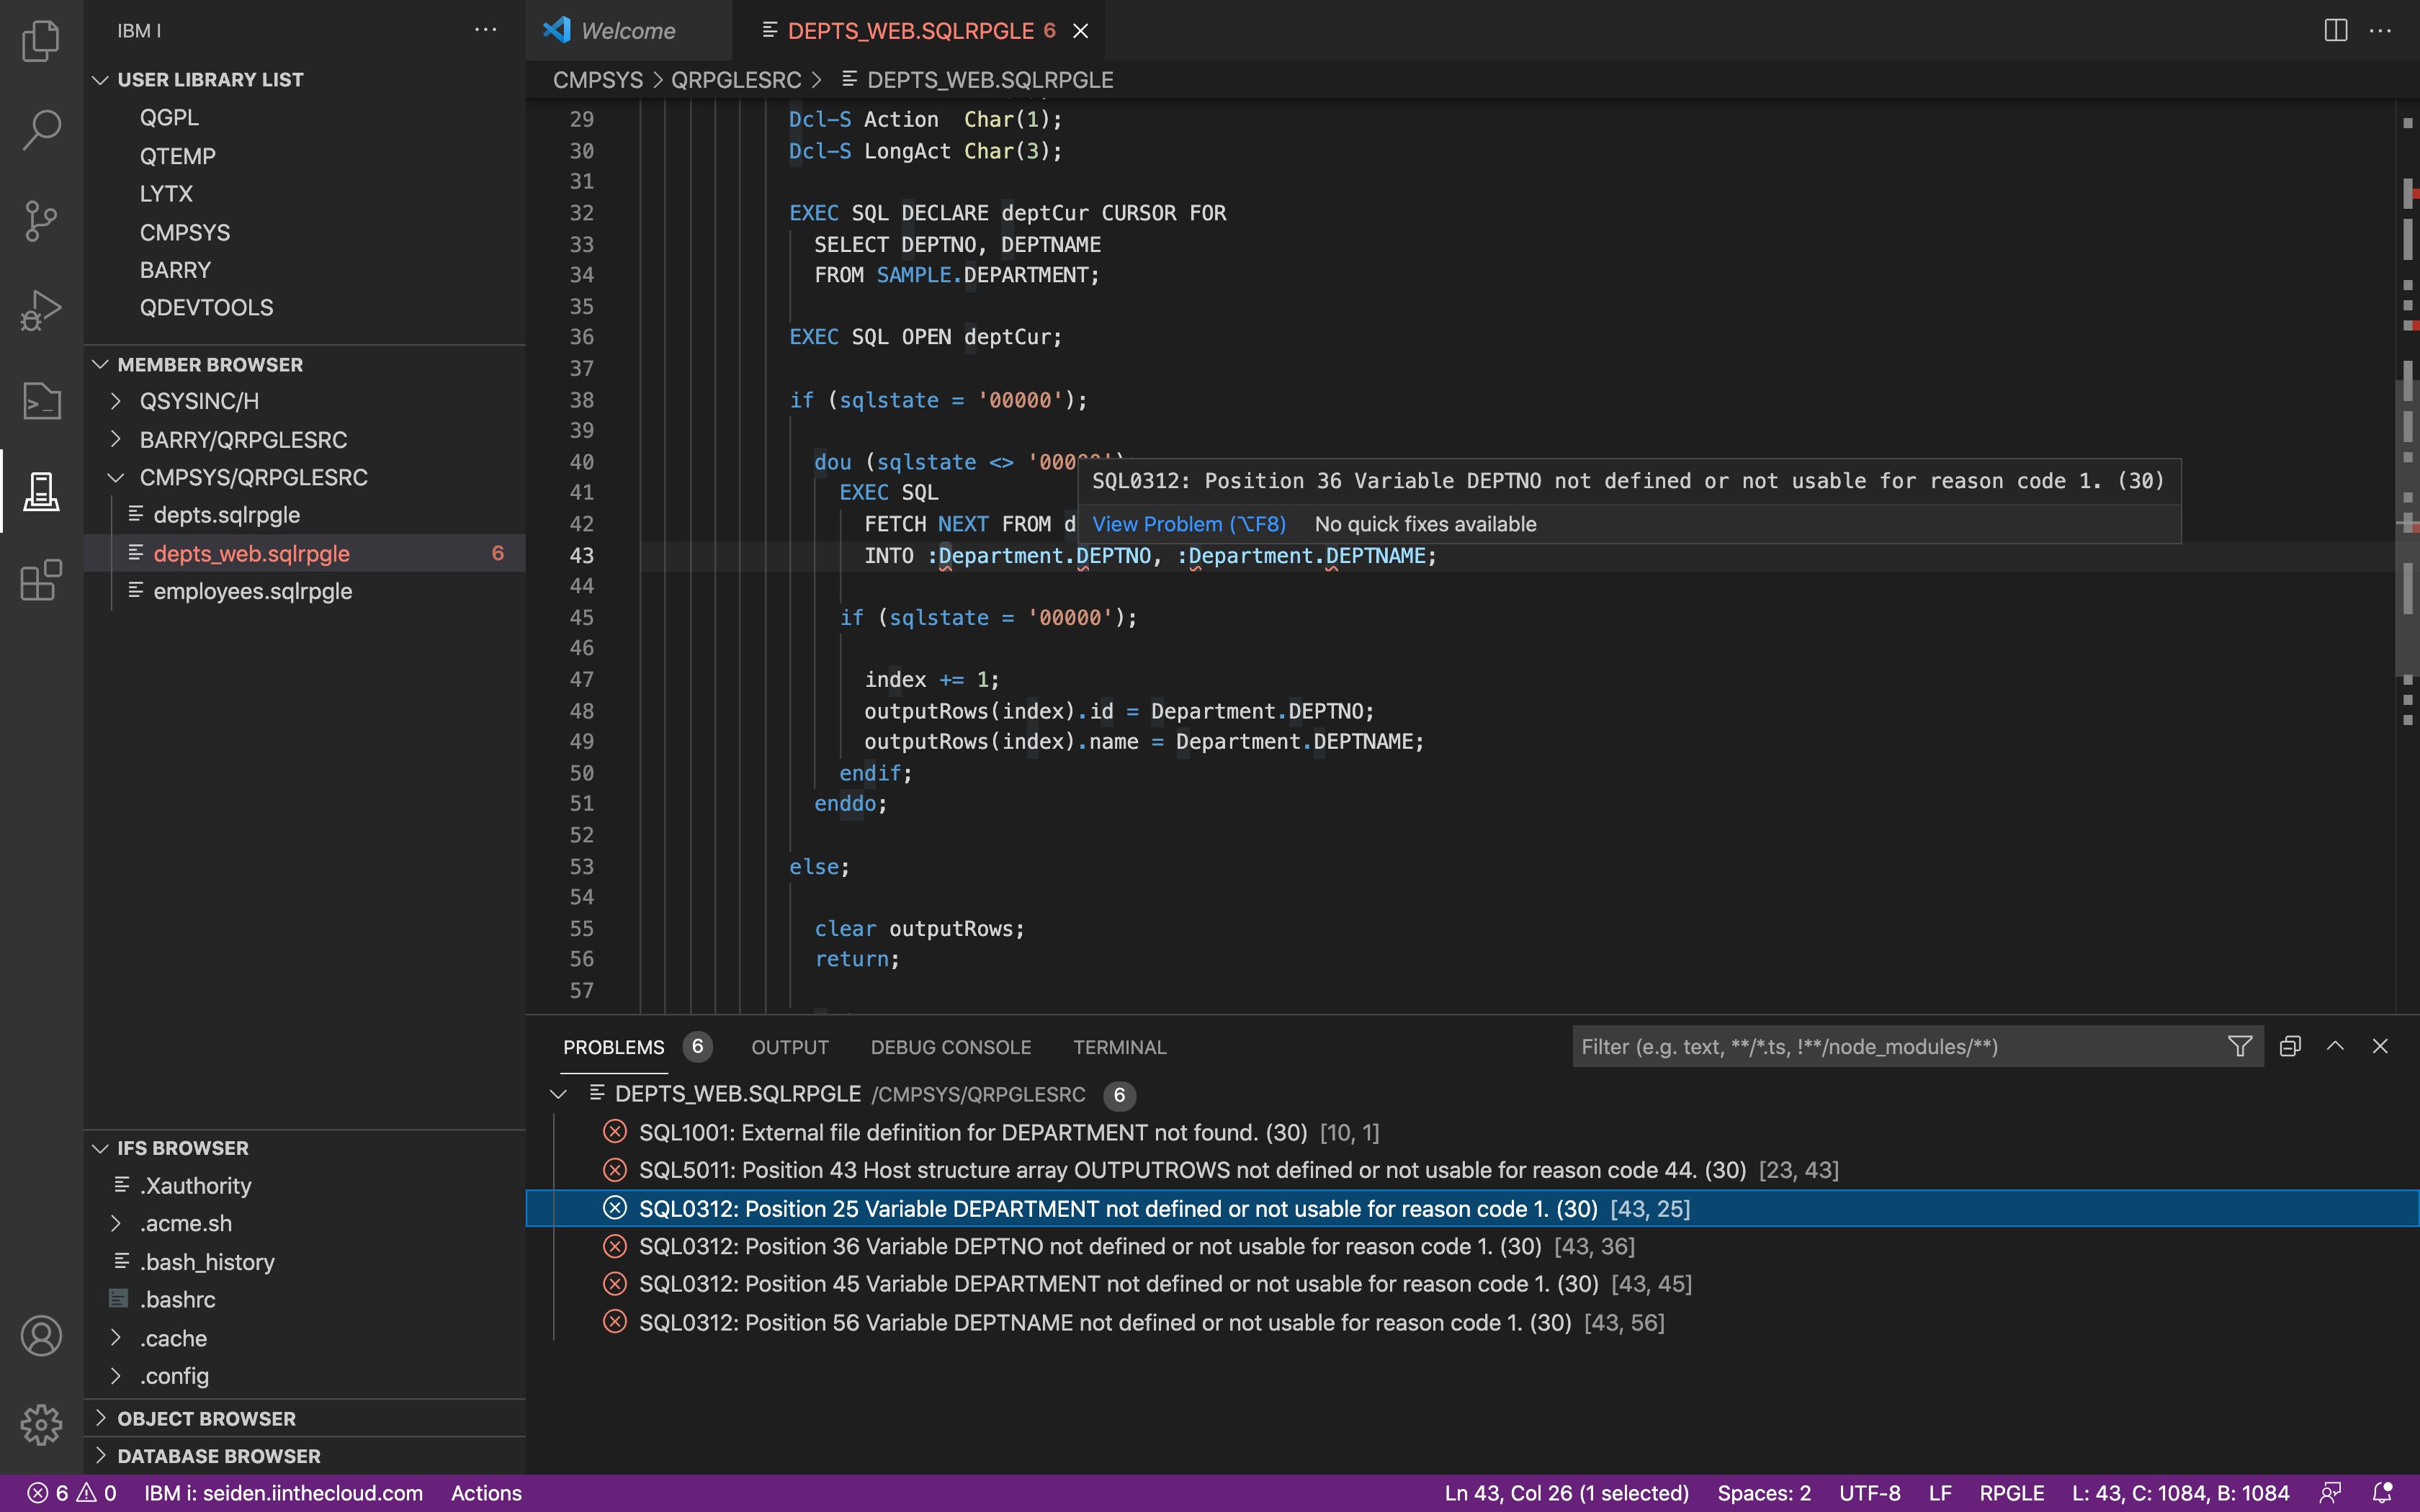 IBM I
USER LIBRARY LIST
QGPL
QTEMP
LYTX
CMPSYS
BARRY
QDEVTOOLS
MEMBER BROWSER
QSYSINC/H
BARRY/QRPGLESRC
CMPSYS/QRPGLESRC
depts.sqlrpgle
depts_web.sqlrpgle 6
employees.sqlrpgle
IFS BROWSER
.Xauthority
.acme.sh
.bash_history
.bashrc
.cache
.config
OBJECT BROWSER
DATABASE BROWSER
Welcome
DEPTS_WEB.SQLRPGLE 6
CMPSYS > QRPGLESRC > DEPTS_WEB.SQLRPGLE
29 Dcl-S Action  Char(1);
30 Dcl-S LongAct Char(3);
31
32 EXEC SQL DECLARE deptCur CURSOR FOR
33 SELECT DEPTNO, DEPTNAME
34 FROM SAMPLE.DEPARTMENT;
35
36 EXEC SQL OPEN deptCur;
37
38 if (sqlstate = '00000');
39
40 dou (sqlstate <> '00000')
SQL0312: Position 36 Variable DEPTNO not defined or not usable for reason code 1. (30)
41 EXEC SQL
42 FETCH NEXT FROM d
View Problem (⌥F8) No quick fixes available
43 INTO :Department.DEPTNO, :Department.DEPTNAME;
44
45 if (sqlstate = '00000');
46
47 index += 1;
48 outputRows(index).id = Department.DEPTNO;
49 outputRows(index).name = Department.DEPTNAME;
50 endif;
51 enddo;
52
53 else;
54
55 clear outputRows;
56 return;
57
PROBLEMS 6 OUTPUT DEBUG CONSOLE TERMINAL
Filter (e.g. text, **/*.ts, !**/node_modules/**)
DEPTS_WEB.SQLRPGLE /CMPSYS/QRPGLESRC 6
SQL1001: External file definition for DEPARTMENT not found. (30) [10, 1]
SQL5011: Position 43 Host structure array OUTPUTROWS not defined or not usable for reason code 44. (30) [23, 43]
SQL0312: Position 25 Variable DEPARTMENT not defined or not usable for reason code 1. (30) [43, 25]
SQL0312: Position 36 Variable DEPTNO not defined or not usable for reason code 1. (30) [43, 36]
SQL0312: Position 45 Variable DEPARTMENT not defined or not usable for reason code 1. (30) [43, 45]
SQL0312: Position 56 Variable DEPTNAME not defined or not usable for reason code 1. (30) [43, 56]
6 0 IBM i: seiden.iinthecloud.com Actions
Ln 43, Col 26 (1 selected) Spaces: 2 UTF-8 LF RPGLE L: 43, C: 1084, B: 1084